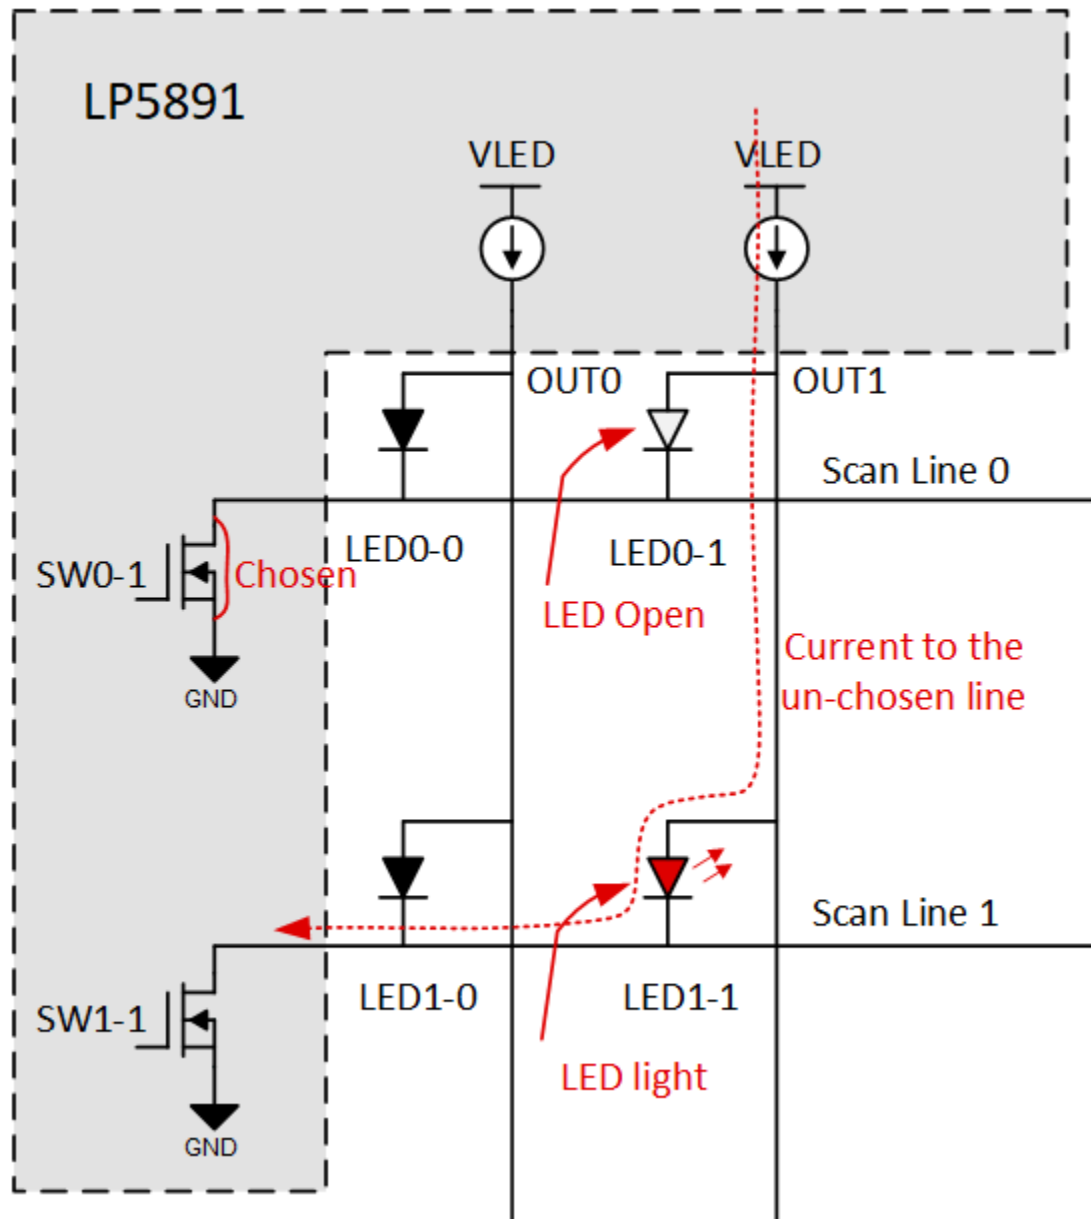 LP5891
VLED
VLED
OUT0
OUT1
Scan Line 0
LED0-0
LED0-1
SW0-1
Chosen
LED Open
GND
Current to the
un-chosen line
Scan Line 1
LED1-0
LED1-1
SW1-1
LED light
GND